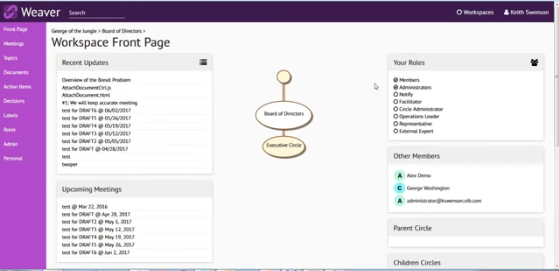 Weaver
Search
Workspaces
Keith Swenson
Front Page
Meetings
Topics
Documents
Action Items
Decisions
Labels
Roles
Admin
Personal
George of the Jungle > Board of Directors >
Workspace Front Page
Recent Updates
Overview of the Brexit Problem
AttachDocumentCtrl.js
AttachDocument.html
#1: We will keep accurate meeting
test for DRAFT6 @ 06/02/2017
test for DRAFT5 @ 05/26/2017
test for DRAFT4 @ 05/19/2017
test for DRAFT3 @ 05/12/2017
test for DRAFT2 @ 05/05/2017
test for DRAFT @ 04/28/2017
test
twoper
Upcoming Meetings
test @ Mar 22, 2016
test for DRAFT @ Apr 28, 2017
test for DRAFT2 @ May 5, 2017
test for DRAFT3 @ May 12, 2017
test for DRAFT4 @ May 19, 2017
test for DRAFT5 @ May 26, 2017
test for DRAFT6 @ Jun 2, 2017
Board of Directors
Executive Circle
Your Roles
Members
Administrators
Notify
Facilitator
Circle Administrator
Operations Leader
Representative
External Expert
Other Members
A Alex Demo
G George Washington
A administrator@kswenson.oib.com
Parent Circle
Children Circles